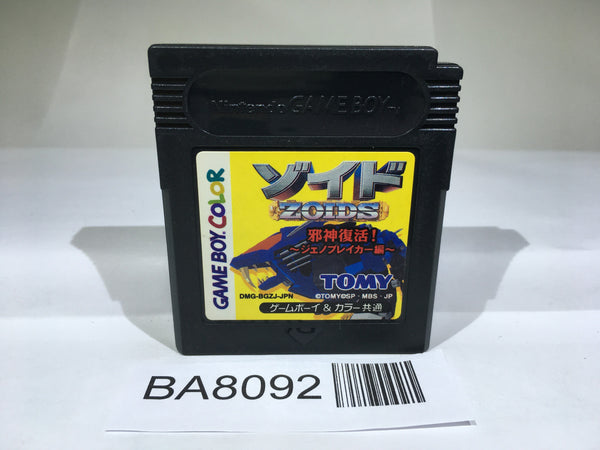 Nintendo GAME BOY™
GAME BOY COLOR
ゾイド
ZOIDS
邪神復活!
~ジェノブレイカー編~
TOMY
DMG-BGZJ-JPN
©TOMY©SP・MBS・JP
ゲームボーイ & カラー共通
BA8092